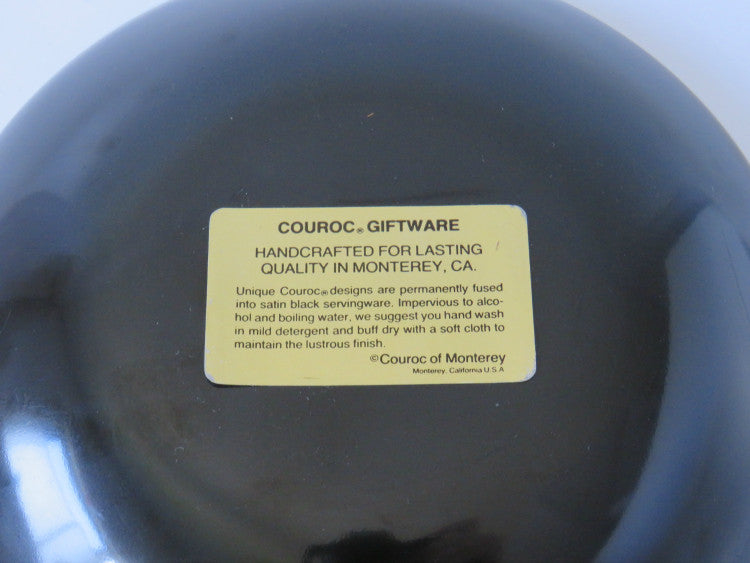 COUROC® GIFTWARE
HANDCRAFTED FOR LASTING
QUALITY IN MONTEREY, CA.
Unique Couroc® designs are permanently fused
into satin black servingware. Impervious to alco-
hol and boiling water, we suggest you hand wash
in mild detergent and buff dry with a soft cloth to
maintain the lustrous finish.
©Couroc of Monterey
Monterey, California U.S.A